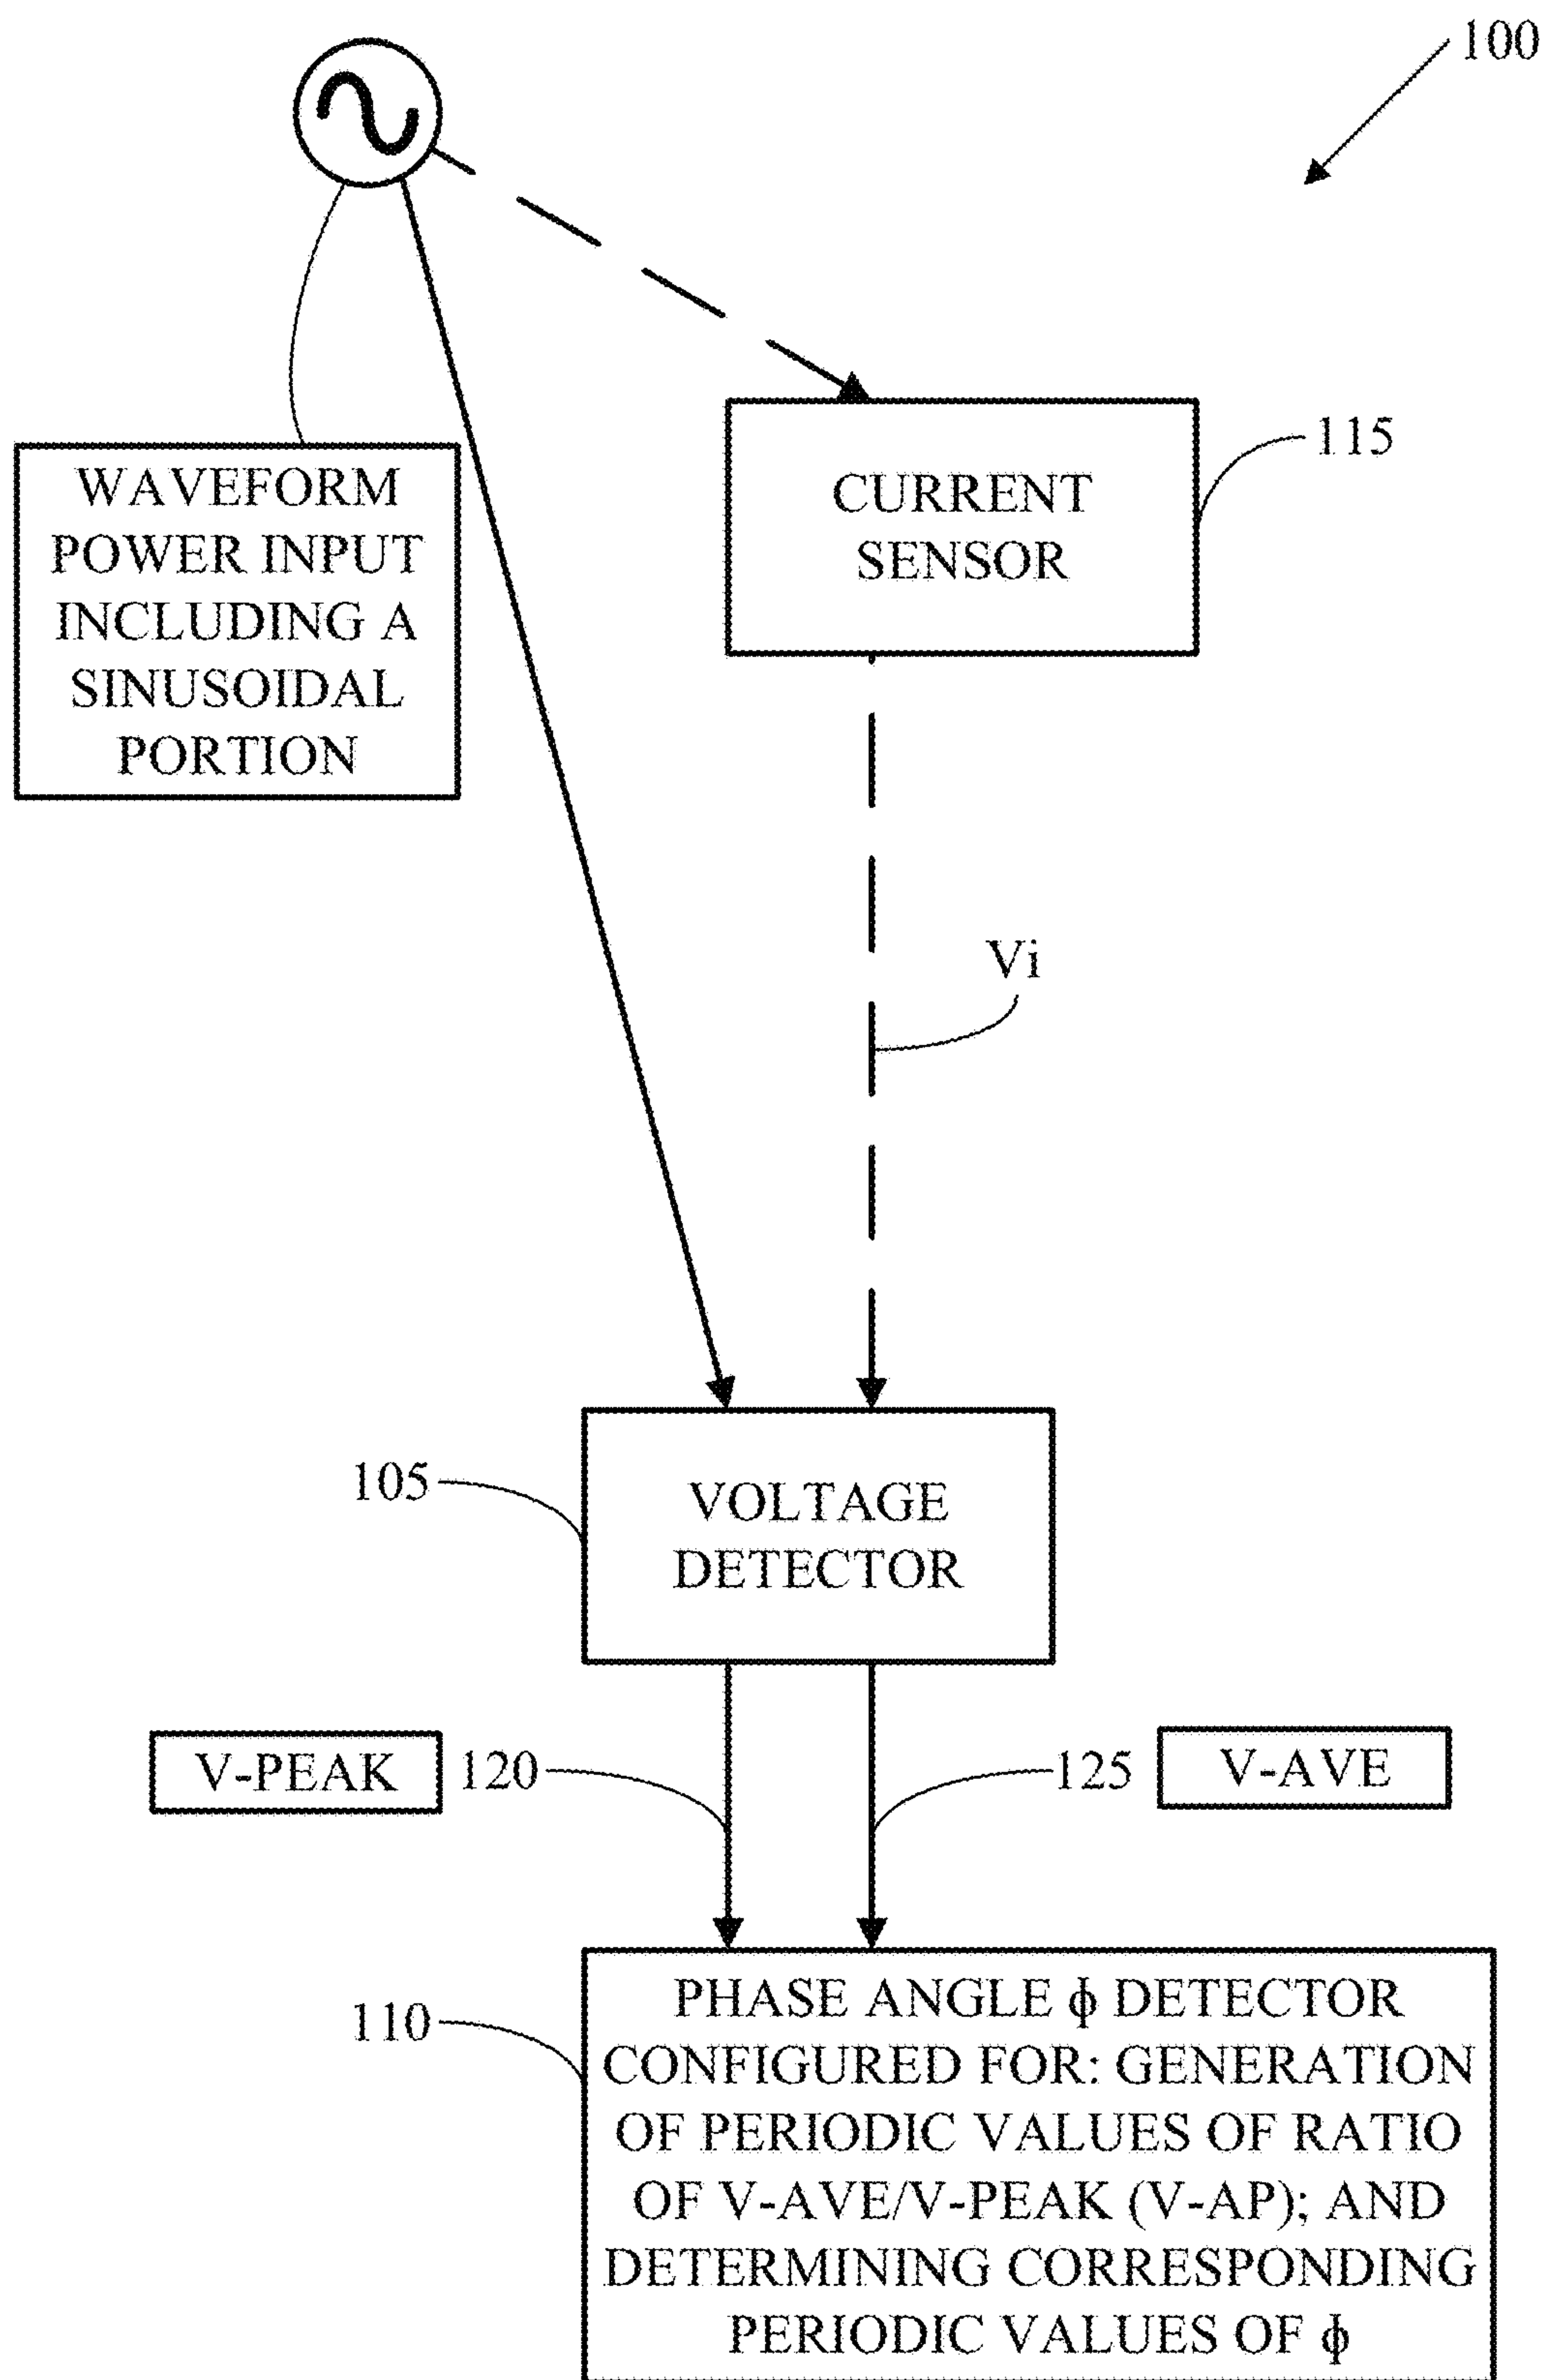 100
WAVEFORM
POWER INPUT
INCLUDING A
SINUSOIDAL
PORTION
CURRENT
SENSOR
115
Vi
105
VOLTAGE
DETECTOR
V-PEAK
120
125
V-AVE
110
PHASE ANGLE ϕ DETECTOR
CONFIGURED FOR: GENERATION
OF PERIODIC VALUES OF RATIO
OF V-AVE/V-PEAK (V-AP); AND
DETERMINING CORRESPONDING
PERIODIC VALUES OF ϕ